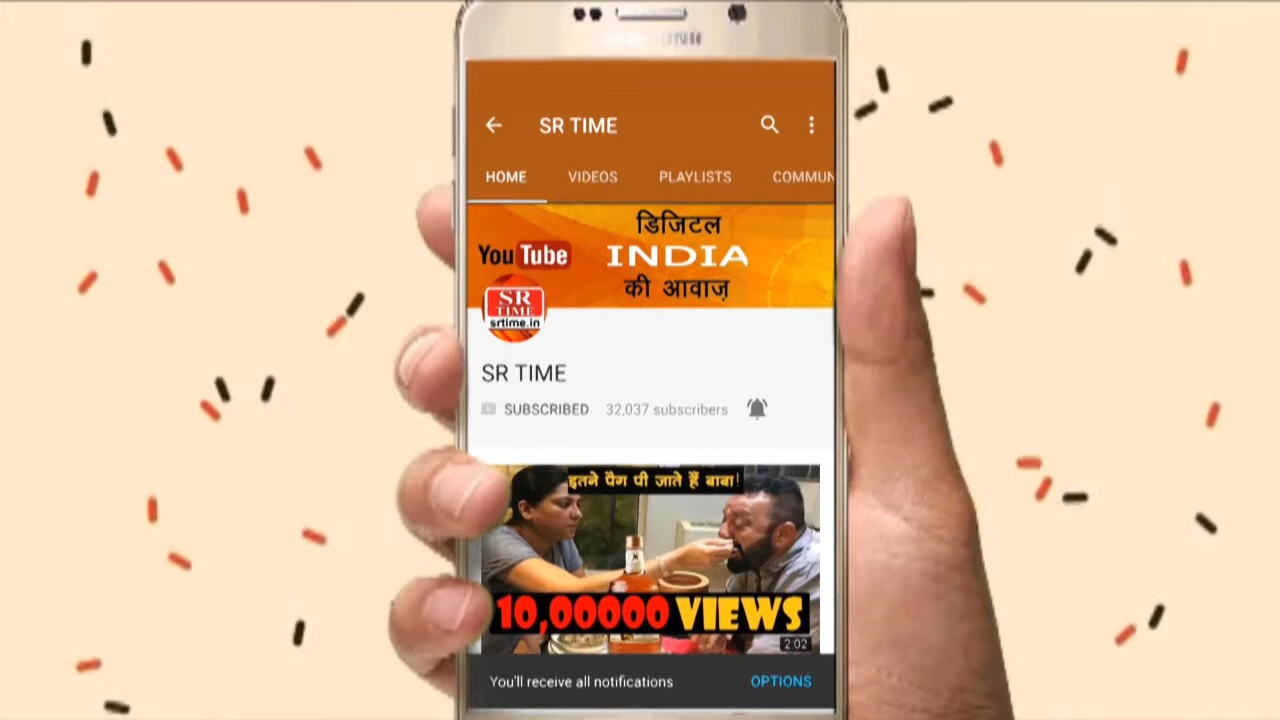 SR TIME
HOME VIDEOS PLAYLISTS COMMUN
डिजिटल
YouTube INDIA
की आवाज़
SR
TIME
srtime.in
SR TIME
SUBSCRIBED 32,037 subscribers
इतने पैग पी जाते हैं बाबा!
10,00000 VIEWS
2:02
You'll receive all notifications OPTIONS